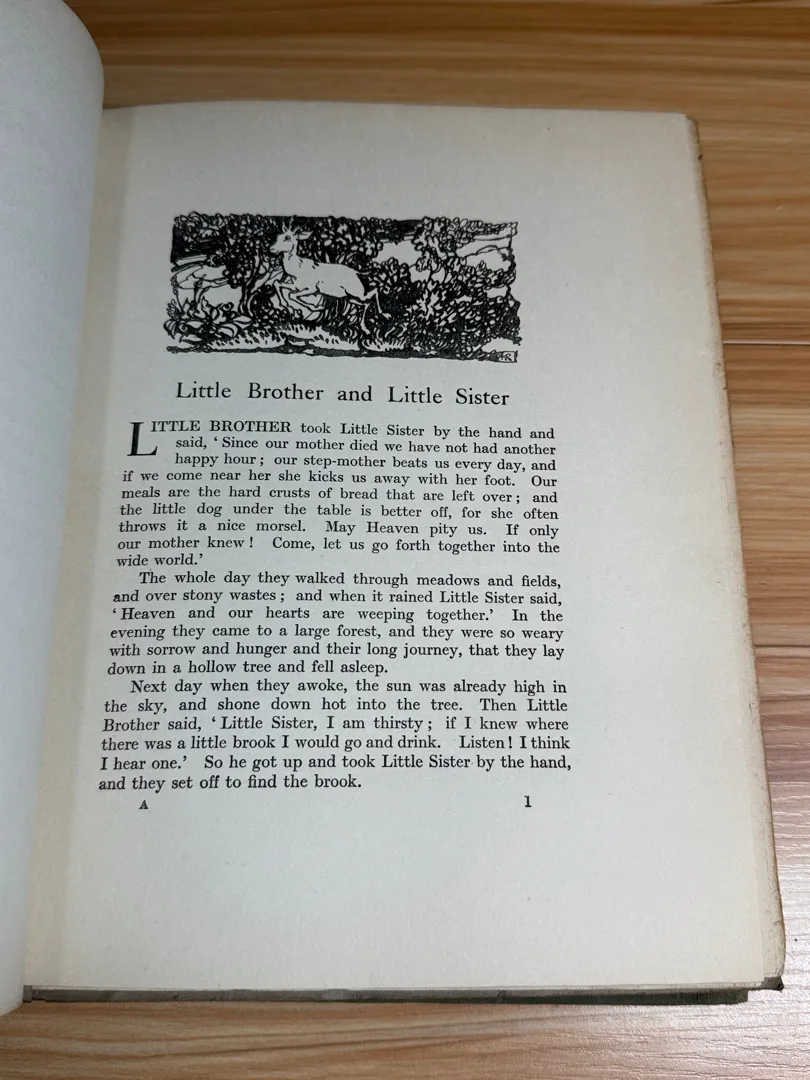 AR
Little Brother and Little Sister
LITTLE BROTHER took Little Sister by the hand and
said, ‘ Since our mother died we have not had another
happy hour ; our step-mother beats us every day, and
if we come near her she kicks us away with her foot. Our
meals are the hard crusts of bread that are left over ; and
the little dog under the table is better off, for she often
throws it a nice morsel. May Heaven pity us. If only
our mother knew ! Come, let us go forth together into the
wide world.’
The whole day they walked through meadows and fields,
and over stony wastes ; and when it rained Little Sister said,
‘ Heaven and our hearts are weeping together.’ In the
evening they came to a large forest, and they were so weary
with sorrow and hunger and their long journey, that they lay
down in a hollow tree and fell asleep.
Next day when they awoke, the sun was already high in
the sky, and shone down hot into the tree. Then Little
Brother said, ‘ Little Sister, I am thirsty ; if I knew where
there was a little brook I would go and drink. Listen ! I think
I hear one.’ So he got up and took Little Sister by the hand,
and they set off to find the brook.
A 1